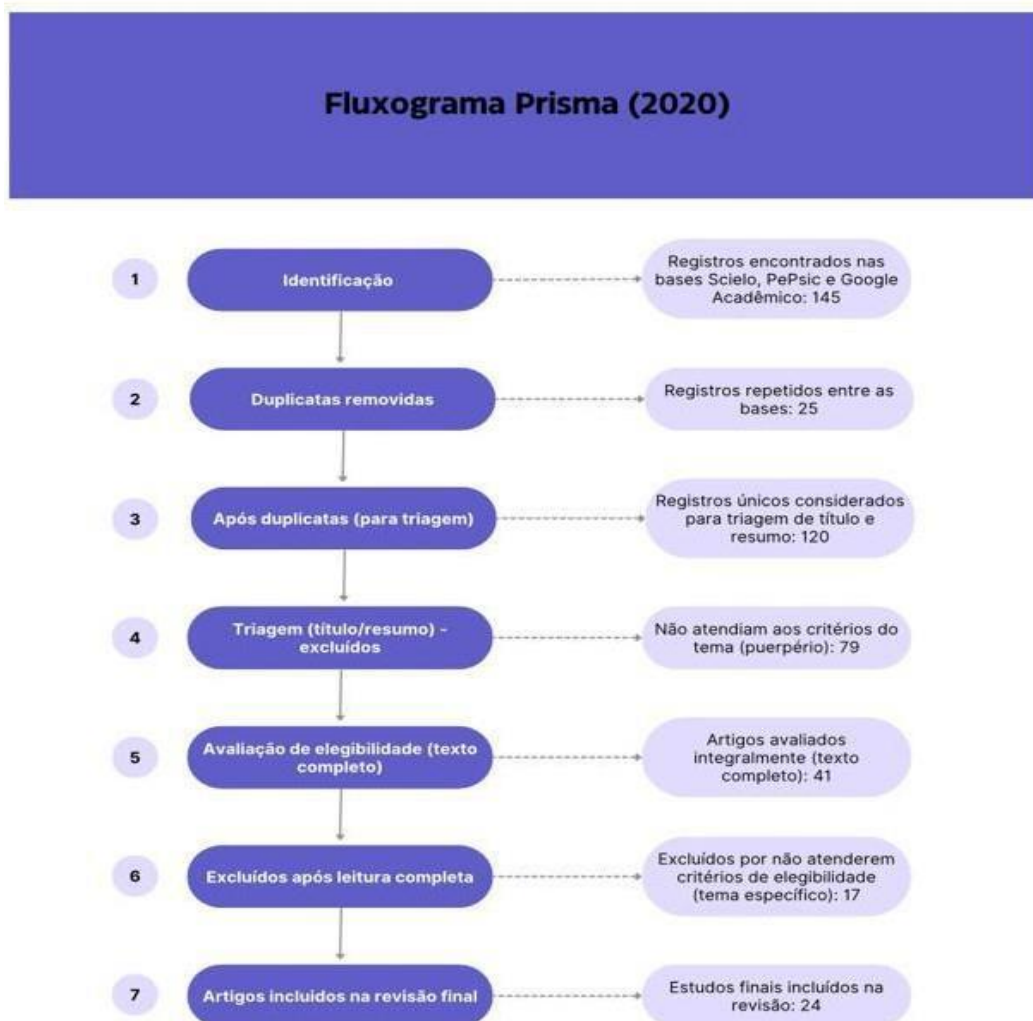 Fluxograma Prisma (2020)
1
Identificação
Registros encontrados nas
bases Scielo, PePsic e Google
Acadêmico: 145
2
Duplicatas removidas
Registros repetidos entre as
bases: 25
3
Após duplicatas (para triagem)
Registros únicos considerados
para triagem de título e
resumo: 120
4
Triagem (título/resumo) -
excluídos
Não atendiam aos critérios do
tema (puerpério): 79
5
Avaliação de elegibilidade (texto
completo)
Artigos avaliados
integralmente (texto
completo): 41
6
Excluídos após leitura completa
Excluídos por não atenderem
critérios de elegibilidade
(tema específico): 17
7
Artigos incluidos na revisão final
Estudos finais incluídos na
revisão: 24